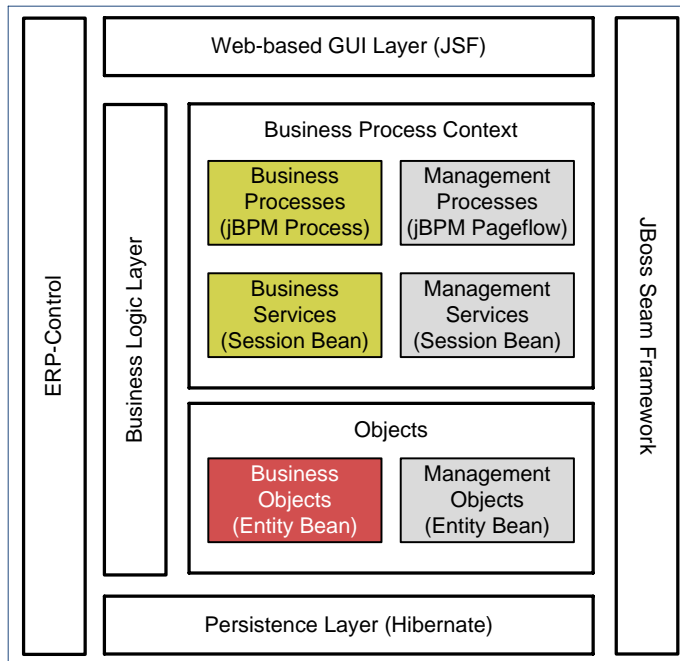 Web-based GUI Layer (JSF)
ERP-Control
Business Logic Layer
Business Process Context
Business
Processes
(jBPM Process)
Management
Processes
(jBPM Pageflow)
Business
Services
(Session Bean)
Management
Services
(Session Bean)
Objects
Business
Objects
(Entity Bean)
Management
Objects
(Entity Bean)
JBoss Seam Framework
Persistence Layer (Hibernate)